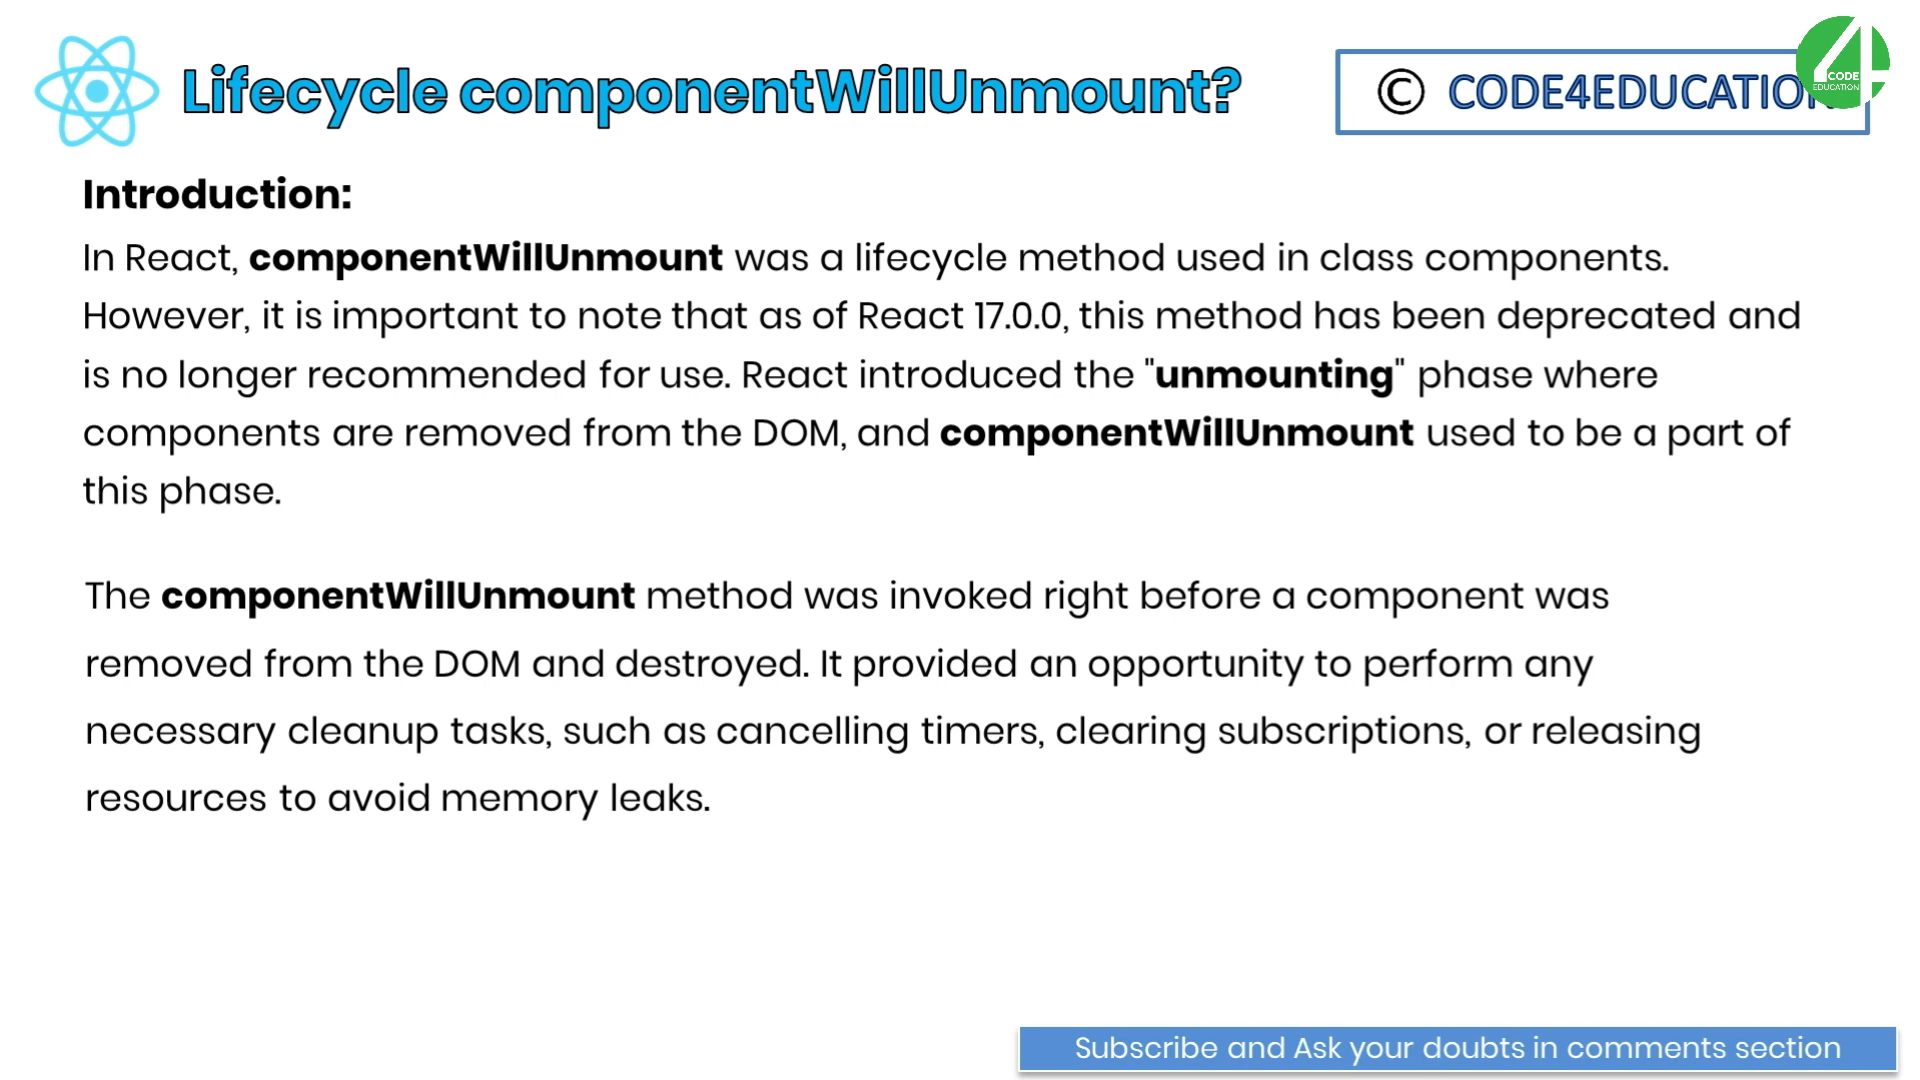 Lifecycle componentWillUnmount?
© CODE4EDUCATION
4
CODE
EDUCATION
Introduction:
In React, componentWillUnmount was a lifecycle method used in class components.
However, it is important to note that as of React 17.0.0, this method has been deprecated and
is no longer recommended for use. React introduced the "unmounting" phase where
components are removed from the DOM, and componentWillUnmount used to be a part of
this phase.
The componentWillUnmount method was invoked right before a component was
removed from the DOM and destroyed. It provided an opportunity to perform any
necessary cleanup tasks, such as cancelling timers, clearing subscriptions, or releasing
resources to avoid memory leaks.
Subscribe and Ask your doubts in comments section